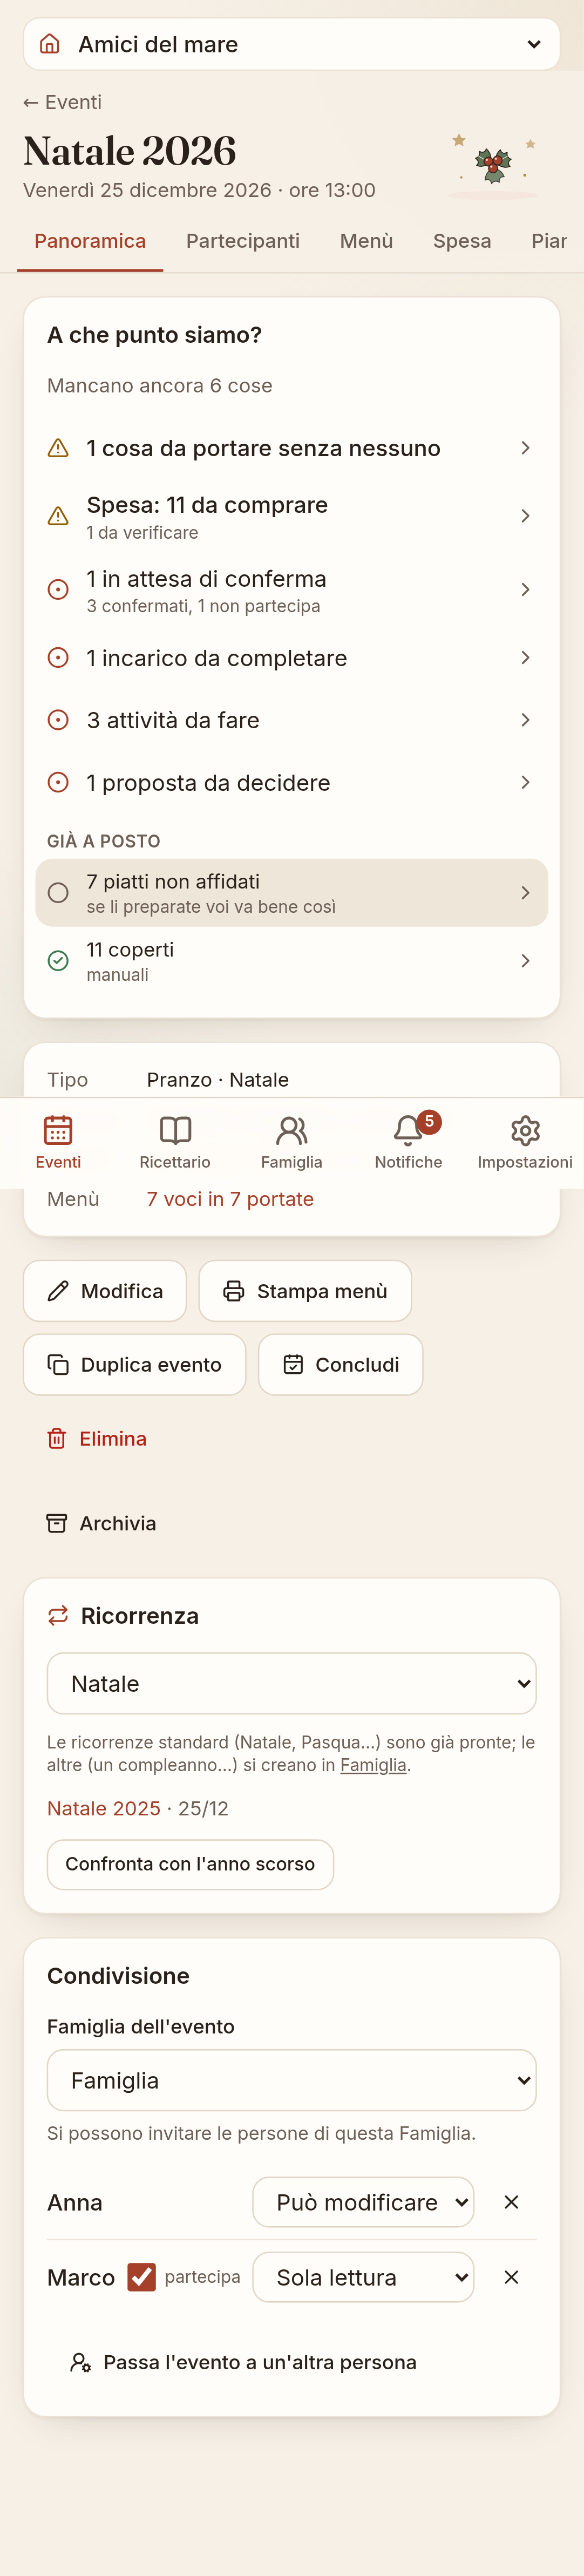 Amici del mare
← Eventi
Natale 2026
Venerdì 25 dicembre 2026 · ore 13:00
Panoramica Partecipanti Menù Spesa Piar
A che punto siamo?
Mancano ancora 6 cose
1 cosa da portare senza nessuno
Spesa: 11 da comprare
1 da verificare
1 in attesa di conferma
3 confermati, 1 non partecipa
1 incarico da completare
3 attività da fare
1 proposta da decidere
GIÀ A POSTO
7 piatti non affidati
se li preparate voi va bene così
11 coperti
manuali
Tipo Pranzo · Natale
5
Eventi Ricettario Famiglia Notifiche Impostazioni
Menù 7 voci in 7 portate
Modifica Stampa menù
Duplica evento Concludi
Elimina
Archivia
Ricorrenza
Natale
Le ricorrenze standard (Natale, Pasqua…) sono già pronte; le
altre (un compleanno…) si creano in Famiglia.
Natale 2025 · 25/12
Confronta con l'anno scorso
Condivisione
Famiglia dell'evento
Famiglia
Si possono invitare le persone di questa Famiglia.
Anna Può modificare
Marco partecipa Sola lettura
Passa l'evento a un'altra persona